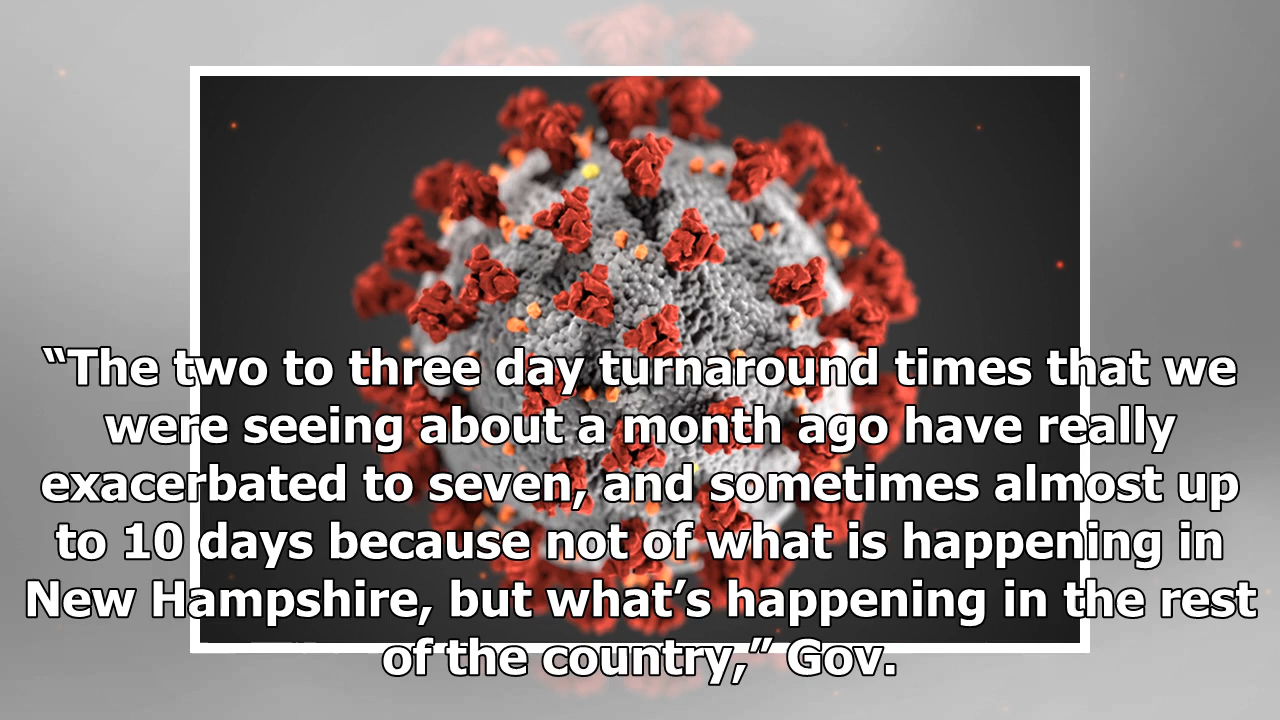 “The two to three day turnaround times that we
were seeing about a month ago have really
exacerbated to seven, and sometimes almost up
to 10 days because not of what is happening in
New Hampshire, but what’s happening in the rest
of the country,” Gov.